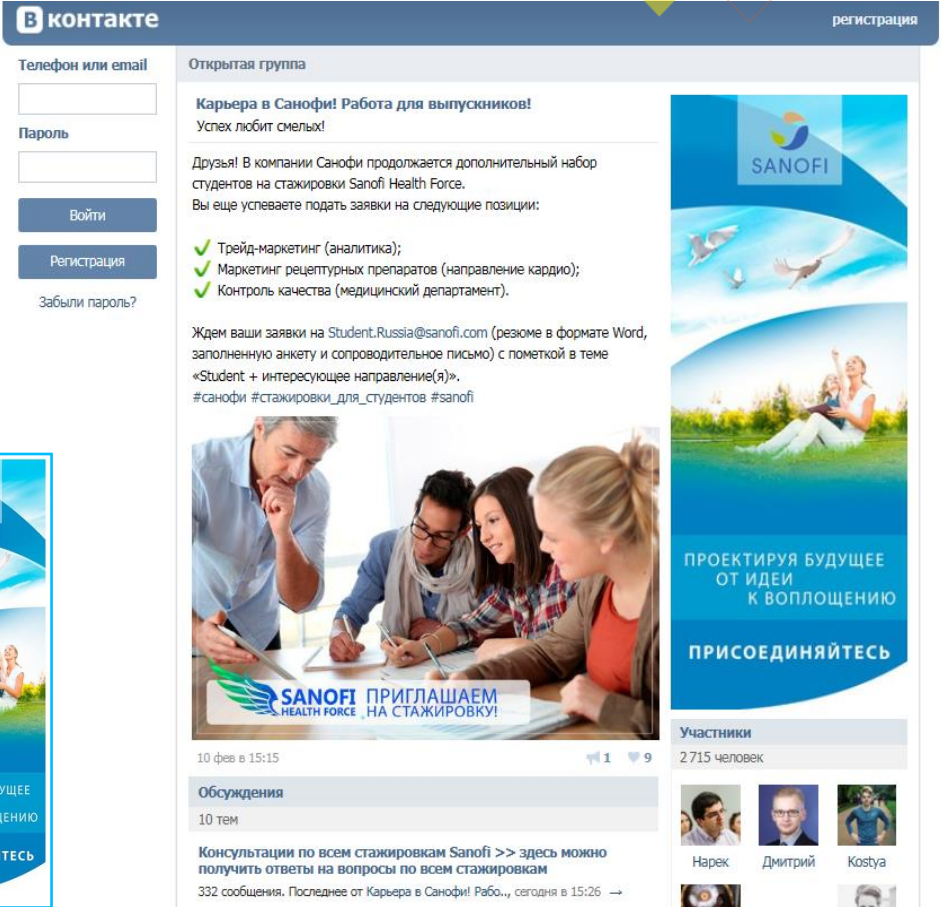 В контакте
регистрация
Телефон или email
Пароль
Войти
Регистрация
Забыли пароль?
Открытая группа
Карьера в Санофи! Работа для выпускников!
Успех любит смелых!
Друзья! В компании Санофи продолжается дополнительный набор
студентов на стажировки Sanofi Health Force.
Вы еще успеваете подать заявки на следующие позиции:
Трейд-маркетинг (аналитика);
Маркетинг рецептурных препаратов (направление кардио);
Контроль качества (медицинский департамент).
Ждем ваши заявки на Student.Russia@sanofi.com (резюме в формате Word,
заполненную анкету и сопроводительное письмо) с пометкой в теме
«Student + интересующее направление(я)».
#санофи #стажировки_для_студентов #sanofi
SANOFI
HEALTH FORCE
ПРИГЛАШАЕМ
НА СТАЖИРОВКУ!
10 фев в 15:15
1
9
Обсуждения
10 тем
Консультации по всем стажировкам Sanofi >> здесь можно
получить ответы на вопросы по всем стажировкам
332 сообщения. Последнее от Карьера в Санофи! Рабо.., сегодня в 15:26 →
SANOFI
ПРОЕКТИРУЯ БУДУЩЕЕ
ОТ ИДЕИ
К ВОПЛОЩЕНИЮ
ПРИСОЕДИНЯЙТЕСЬ
Участники
2 715 человек
Нарек
Дмитрий
Kostya
УЩЕЕ
ЩЕНИЮ
ТЕСЬ